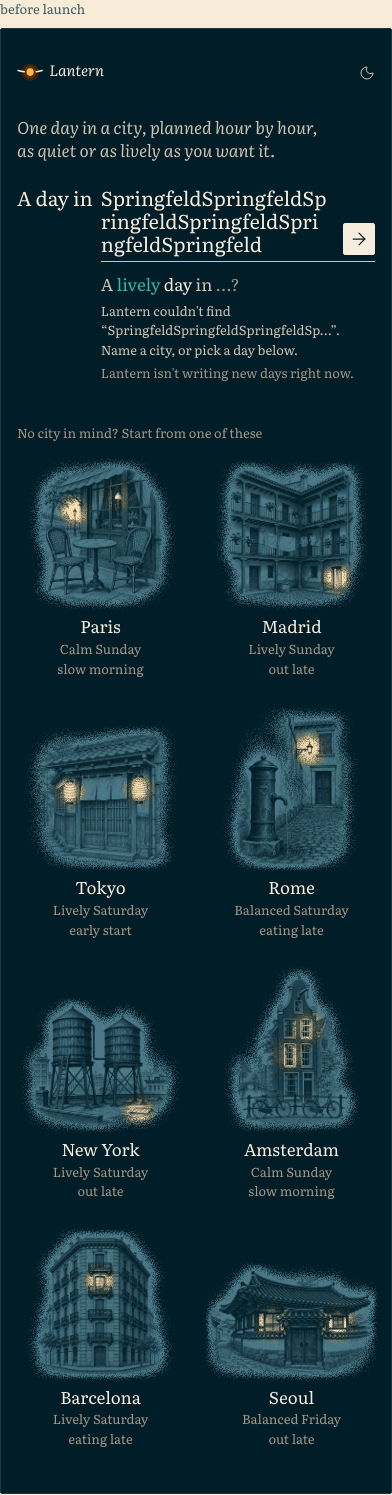 before launch
Lantern
One day in a city, planned hour by hour,
as quiet or as lively as you want it.
A day in SpringfeldSpringfeldSp
ringfeldSpringfeldSpri
ngfeldSpringfeld
A lively day in …?
Lantern couldn't find
“SpringfeldSpringfeldSpringfeldSp…”.
Name a city, or pick a day below.
Lantern isn't writing new days right now.
No city in mind? Start from one of these
Paris
Calm Sunday
slow morning
Madrid
Lively Sunday
out late
Tokyo
Lively Saturday
early start
Rome
Balanced Saturday
eating late
New York
Lively Saturday
out late
Amsterdam
Calm Sunday
slow morning
Barcelona
Lively Saturday
eating late
Seoul
Balanced Friday
out late